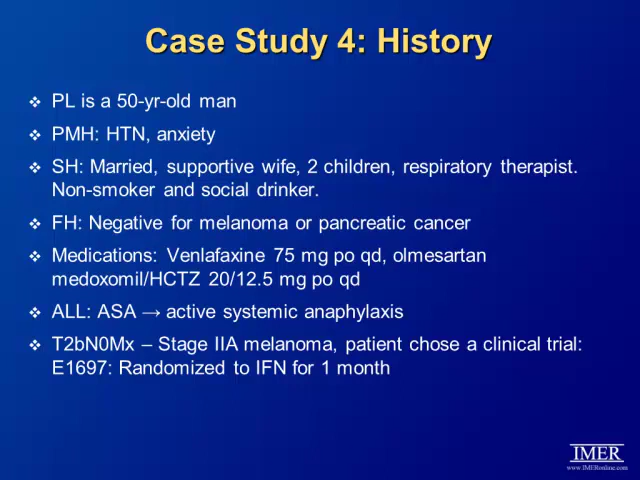 Case Study 4: History
❖ PL is a 50-yr-old man
❖ PMH: HTN, anxiety
❖ SH: Married, supportive wife, 2 children, respiratory therapist.
Non-smoker and social drinker.
❖ FH: Negative for melanoma or pancreatic cancer
❖ Medications: Venlafaxine 75 mg po qd, olmesartan
medoxomil/HCTZ 20/12.5 mg po qd
❖ ALL: ASA → active systemic anaphylaxis
❖ T2bN0Mx – Stage IIA melanoma, patient chose a clinical trial:
E1697: Randomized to IFN for 1 month
IMER
www.IMERonline.com